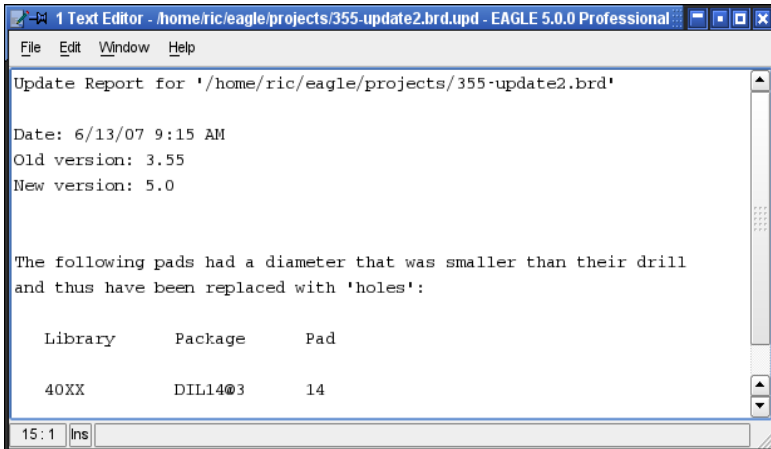 1 Text Editor - /home/ric/eagle/projects/355-update2.brd.upd - EAGLE 5.0.0 Professional
File Edit Window Help
Update Report for '/home/ric/eagle/projects/355-update2.brd'
Date: 6/13/07 9:15 AM
Old version: 3.55
New version: 5.0
The following pads had a diameter that was smaller than their drill
and thus have been replaced with 'holes':
Library Package Pad
40XX DIL14@3 14
15:1 Ins